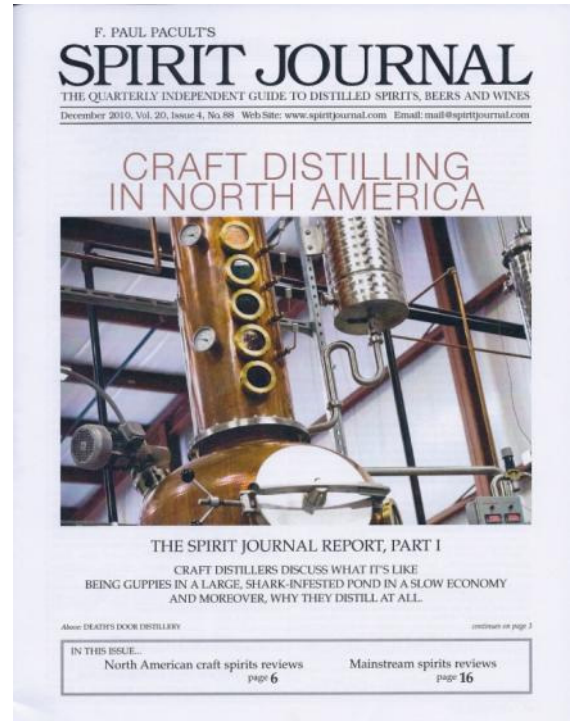 F. PAUL PACULT'S
SPIRIT JOURNAL
THE QUARTERLY INDEPENDENT GUIDE TO DISTILLED SPIRITS, BEERS AND WINES
December 2010, Vol. 20, Issue 4, No. 88 Web Site: www.spiritjournal.com Email: mail@spiritjournal.com
CRAFT DISTILLING
IN NORTH AMERICA
THE SPIRIT JOURNAL REPORT, PART I
CRAFT DISTILLERS DISCUSS WHAT IT'S LIKE
BEING GUPPIES IN A LARGE, SHARK-INFESTED POND IN A SLOW ECONOMY
AND MOREOVER, WHY THEY DISTILL AT ALL.
Above: DEATH'S DOOR DISTILLERY continues on page 3
IN THIS ISSUE...
North American craft spirits reviews Mainstream spirits reviews
page 6 page 16